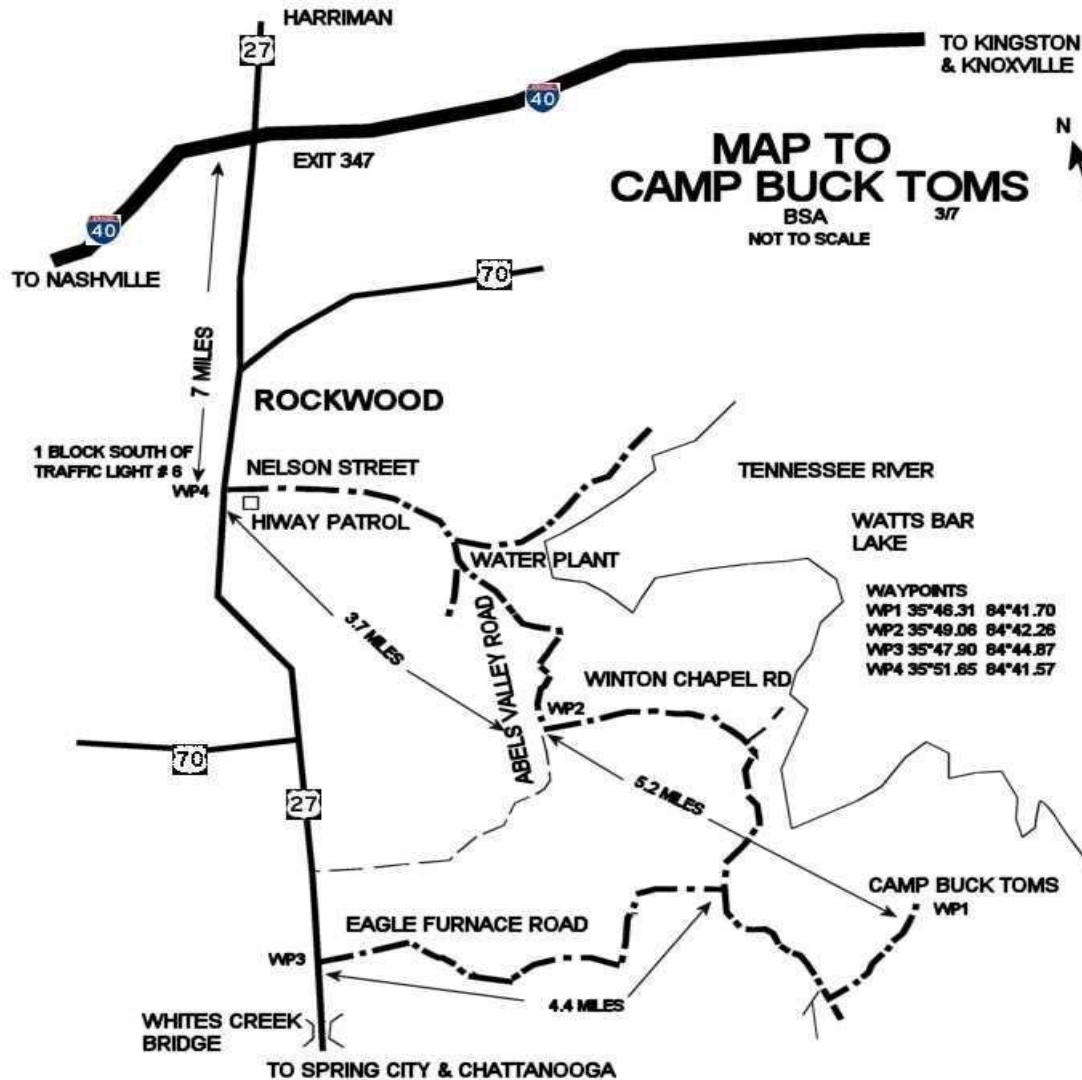 HARRIMAN
27
TO KINGSTON
& KNOXVILLE
40
N
EXIT 347
MAP TO
CAMP BUCK TOMS
BSA
3/7
NOT TO SCALE
40
TO NASHVILLE
70
7 MILES
ROCKWOOD
1 BLOCK SOUTH OF
TRAFFIC LIGHT # 6
WP4
NELSON STREET
HIWAY PATROL
TENNESSEE RIVER
WATTS BAR
LAKE
WATER PLANT
WAYPOINTS
WP1 35°46.31 84°41.70
WP2 35°49.06 84°42.26
WP3 35°47.90 84°44.87
WP4 35°51.65 84°41.57
3.7 MILES
ABELS VALLEY ROAD
WINTON CHAPEL RD
WP2
70
27
5.2 MILES
CAMP BUCK TOMS
WP1
EAGLE FURNACE ROAD
WP3
4.4 MILES
WHITES CREEK
BRIDGE
TO SPRING CITY & CHATTANOOGA